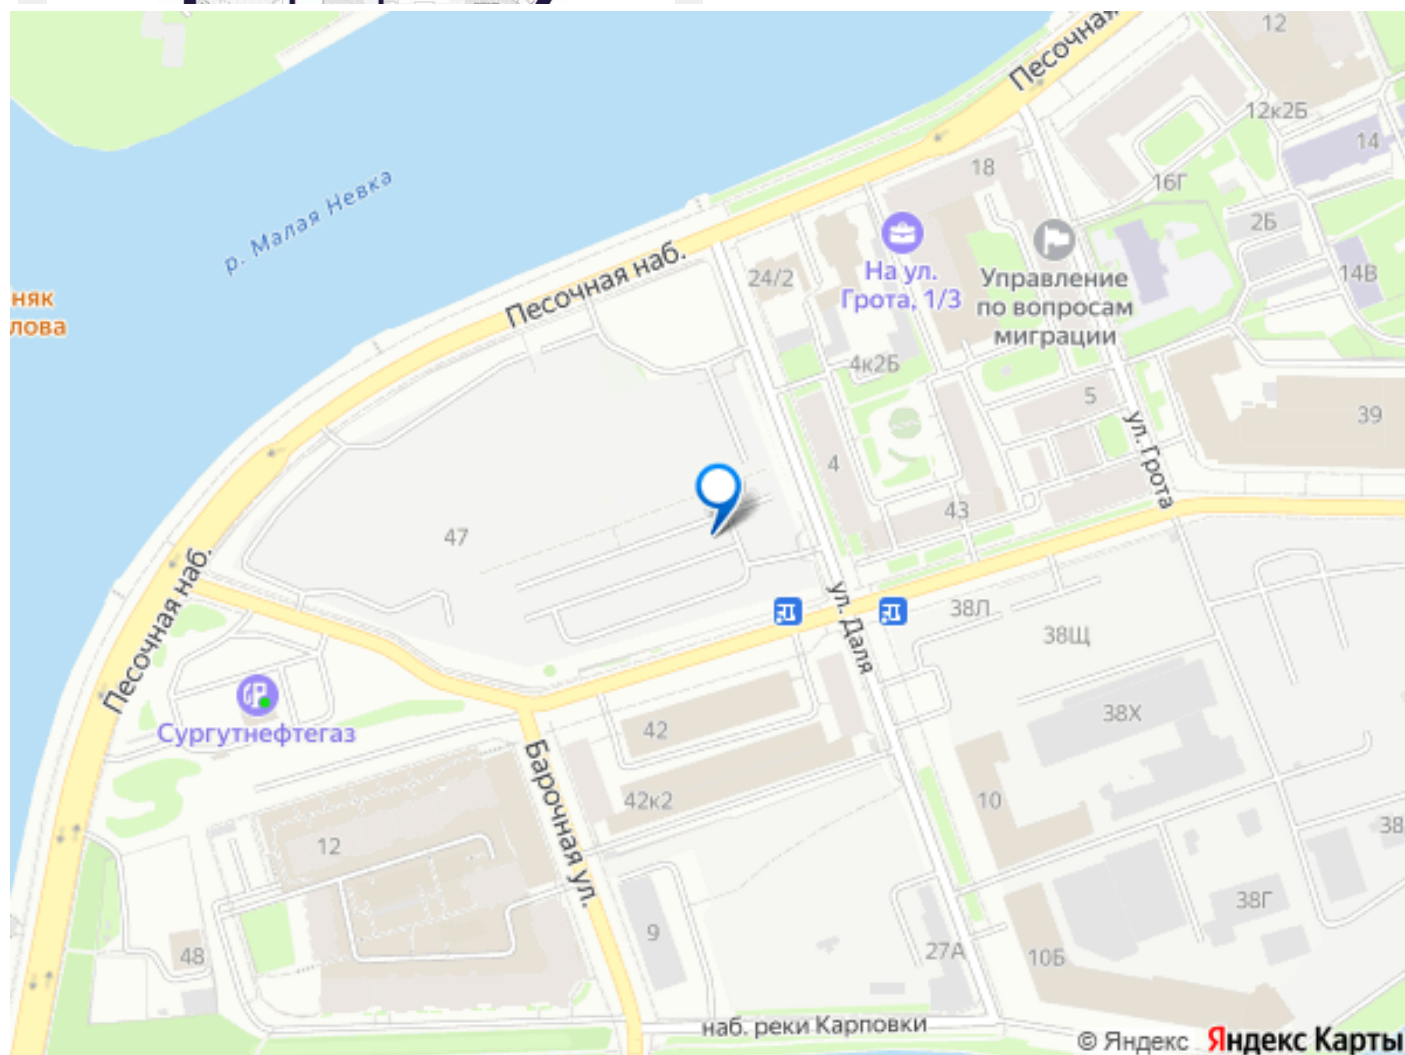 Песочная
12
12к2Б
14
18
16Г
р. Малая Невка
2Б
14В
Песочная наб.
24/2
На ул.
Грота, 1/3
Управление
по вопросам
миграции
няк
лова
4к2Б
5
39
ул. Грота
4
43
47
Песочная наб.
ул. Даля
38Л
38Щ
Сургутнефтегаз
42
38Х
Барочная ул.
42к2
10
38
12
38Г
9
48
27А
10Б
наб. реки Карповки
© Яндекс Яндекс Карты